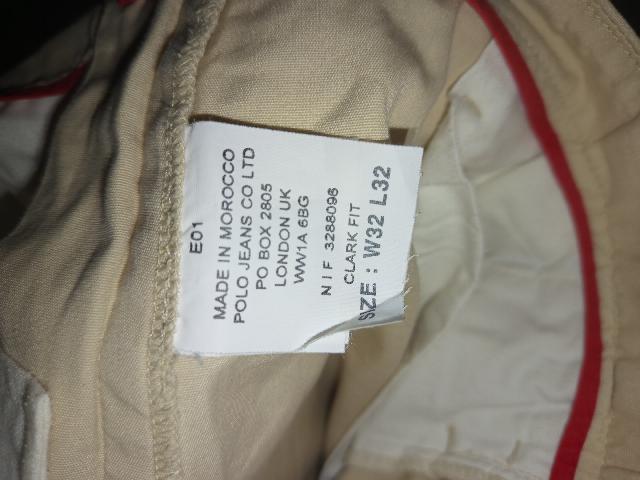 E01
MADE IN MOROCCO
POLO JEANS CO LTD
PO BOX 2805
LONDON UK
WW1A 6BG
NIF 3288096
CLARK FIT
SIZE : W32 L32